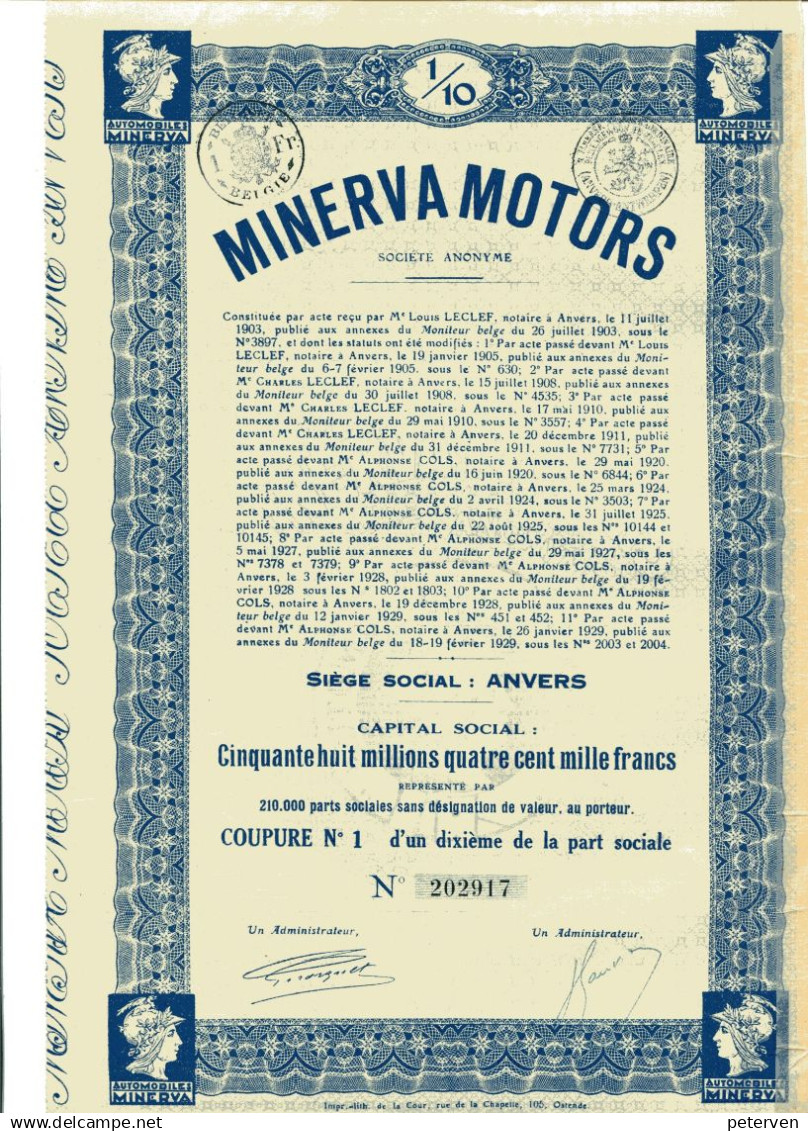 1/10
AUTOMOBILES
MINERVA
AUTOMOBILES
MINERVA
1 Fr.
BELGIE
MINERVA MOTORS
SOCIÉTÉ ANONYME
Constituée par acte reçu par Mᵉ Louis LECLEF, notaire à Anvers, le 11 juillet
1903, publié aux annexes du Moniteur belge du 26 juillet 1903, sous le
N° 3897, et dont les statuts ont été modifiés : 1° Par acte passé devant Mᵉ Louis
LECLEF, notaire à Anvers, le 19 janvier 1905, publié aux annexes du Moni-
teur belge du 6-7 février 1905. sous le N° 630; 2° Par acte passé devant
Mᵉ CHARLES LECLEF, notaire à Anvers, le 15 juillet 1908, publié aux annexes
du Moniteur belge du 30 juillet 1908, sous le N° 4535; 3° Par acte passé
devant Mᵉ CHARLES LECLEF, notaire à Anvers, le 17 mai 1910, publié aux
annexes du Moniteur belge du 29 mai 1910, sous le N° 3557; 4° Par acte passé
devant Mᵉ CHARLES LECLEF, notaire à Anvers, le 20 décembre 1911, publié
aux annexes du Moniteur belge du 31 décembre 1911, sous le N° 7731; 5° Par
acte passé devant Mᵉ ALPHONSE COLS, notaire à Anvers, le 29 mai 1920,
publié aux annexes du Moniteur belge du 16 juin 1920, sous le N° 6844; 6° Par
acte passé devant Mᵉ ALPHONSE COLS, notaire à Anvers, le 25 mars 1924,
publié aux annexes du Moniteur belge du 2 avril 1924, sous le N° 3503; 7° Par
acte passé devant Mᵉ ALPHONSE COLS, notaire à Anvers, le 31 juillet 1925,
publié aux annexes du Moniteur belge du 22 août 1925, sous les Nᵒˢ 10144 et
10145; 8° Par acte passé devant Mᵉ ALPHONSE COLS, notaire à Anvers, le
5 mai 1927, publié aux annexes du Moniteur belge du 29 mai 1927, sous les
Nᵒˢ 7378 et 7379; 9° Par acte passé devant Mᵉ ALPHONSE COLS, notaire à
Anvers, le 3 février 1928, publié aux annexes du Moniteur belge du 19 fé-
vrier 1928 sous les Nᵒˢ 1802 et 1803; 10° Par acte passé devant Mᵉ ALPHONSE
COLS, notaire à Anvers, le 19 décembre 1928, publié aux annexes du Moni-
teur belge du 12 janvier 1929, sous les Nᵒˢ 451 et 452; 11° Par acte passé
devant Mᵉ ALPHONSE COLS, notaire à Anvers, le 26 janvier 1929, publié aux
annexes du Moniteur belge du 18-19 février 1929, sous les Nᵒˢ 2003 et 2004.
SIÈGE SOCIAL : ANVERS
CAPITAL SOCIAL :
Cinquante huit millions quatre cent mille francs
REPRÉSENTÉ PAR
210.000 parts sociales sans désignation de valeur, au porteur.
COUPURE N° 1 d'un dixième de la part sociale
N° 202917
Un Administrateur,
Un Administrateur,
AUTOMOBILES
MINERVA
AUTOMOBILES
MINERVA
Impr.-lith. de la Cour, rue de la Chapelle, 105, Ostende.
delcampe.net
peterven